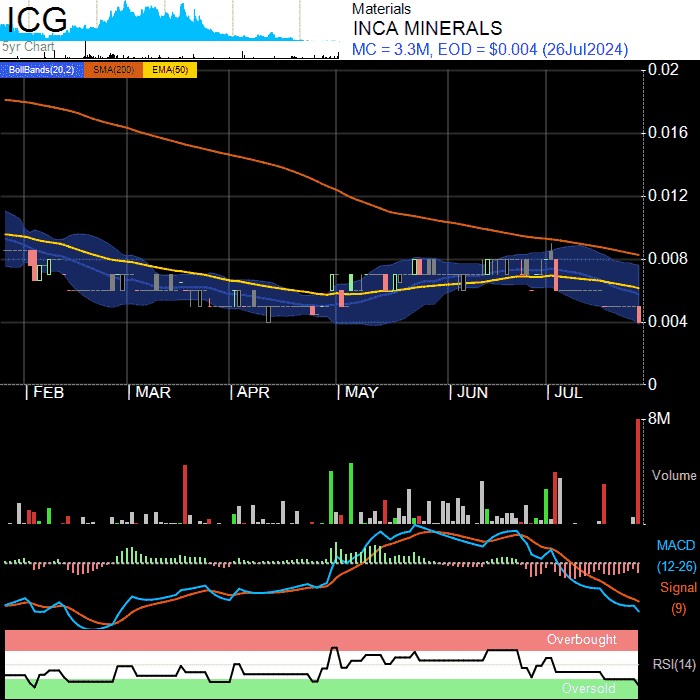 ICG
5yr Chart
Materials
INCA MINERALS
MC = 3.3M, EOD = $0.004 (26Jul2024)
BollBands(20,2) SMA(200) EMA(50)
0.02
0.016
0.012
0.008
0.004
0
FEB MAR APR MAY JUN JUL
8M
Volume
MACD
(12-26)
Signal
(9)
Overbought
RSI(14)
Oversold